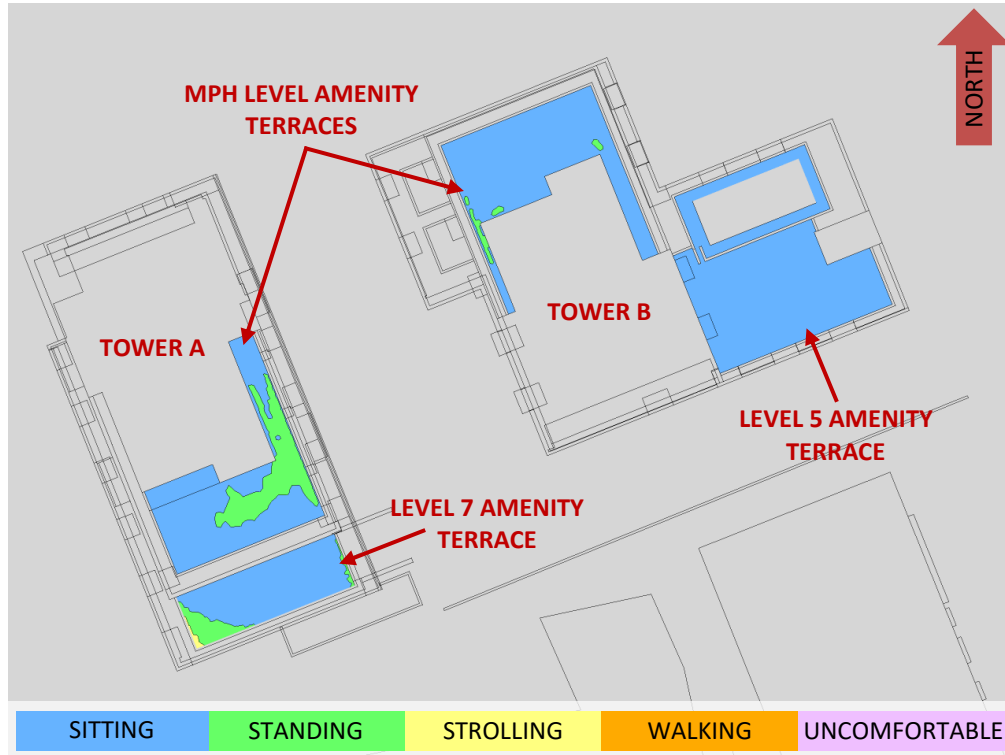 NORTH
MPH LEVEL AMENITY
TERRACES
TOWER A
TOWER B
LEVEL 5 AMENITY
TERRACE
LEVEL 7 AMENITY
TERRACE
SITTING STANDING STROLLING WALKING UNCOMFORTABLE